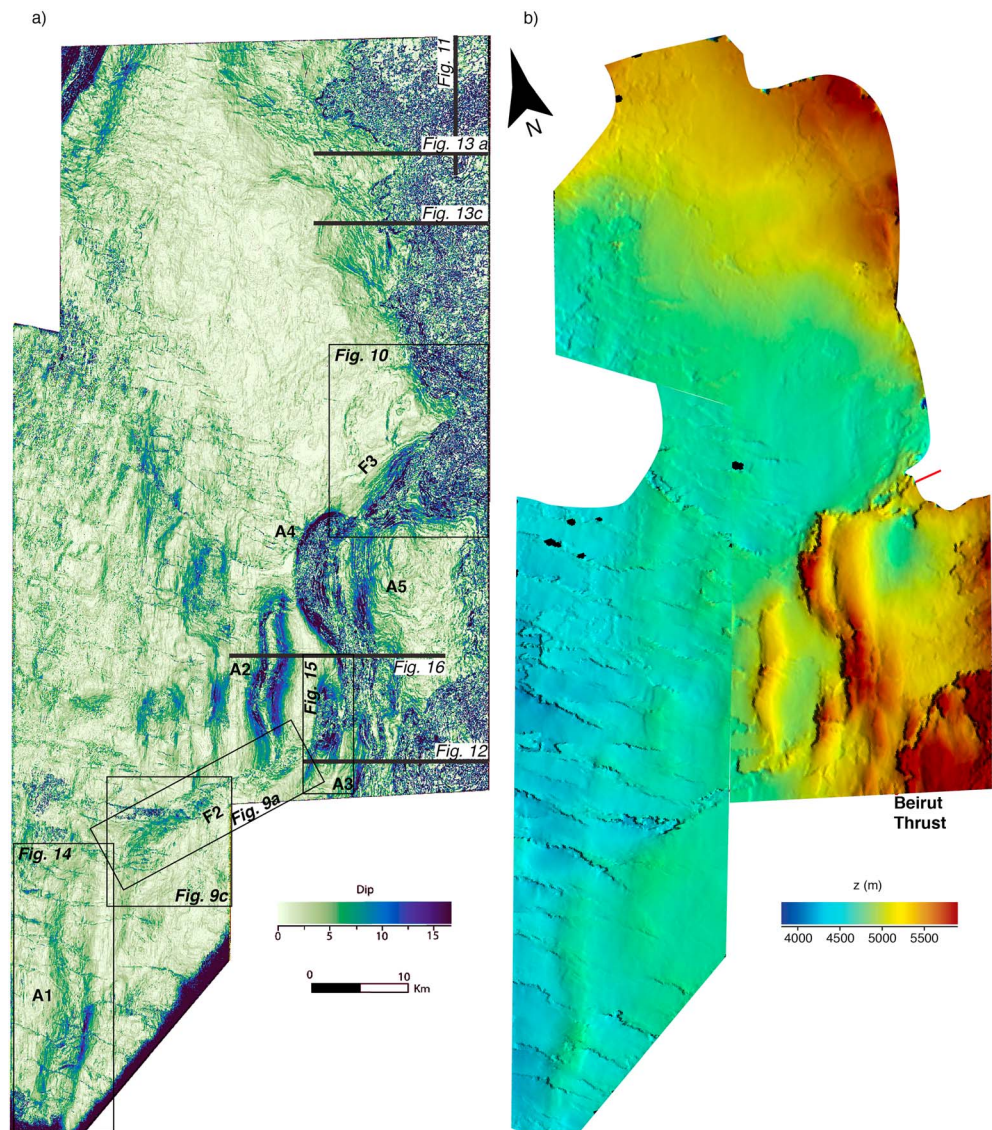 a)
b)
Fig. 11
Fig. 13 a
N
Fig. 13c
Fig. 10
F3
A4
A5
A2
Fig. 16
Fig. 15
Fig. 12
A3
F2
Fig. 9a
Beirut
Thrust
Fig. 14
Fig. 9c
Dip
0 5 10 15
z (m)
4000 4500 5000 5500
0 10
Km
A1